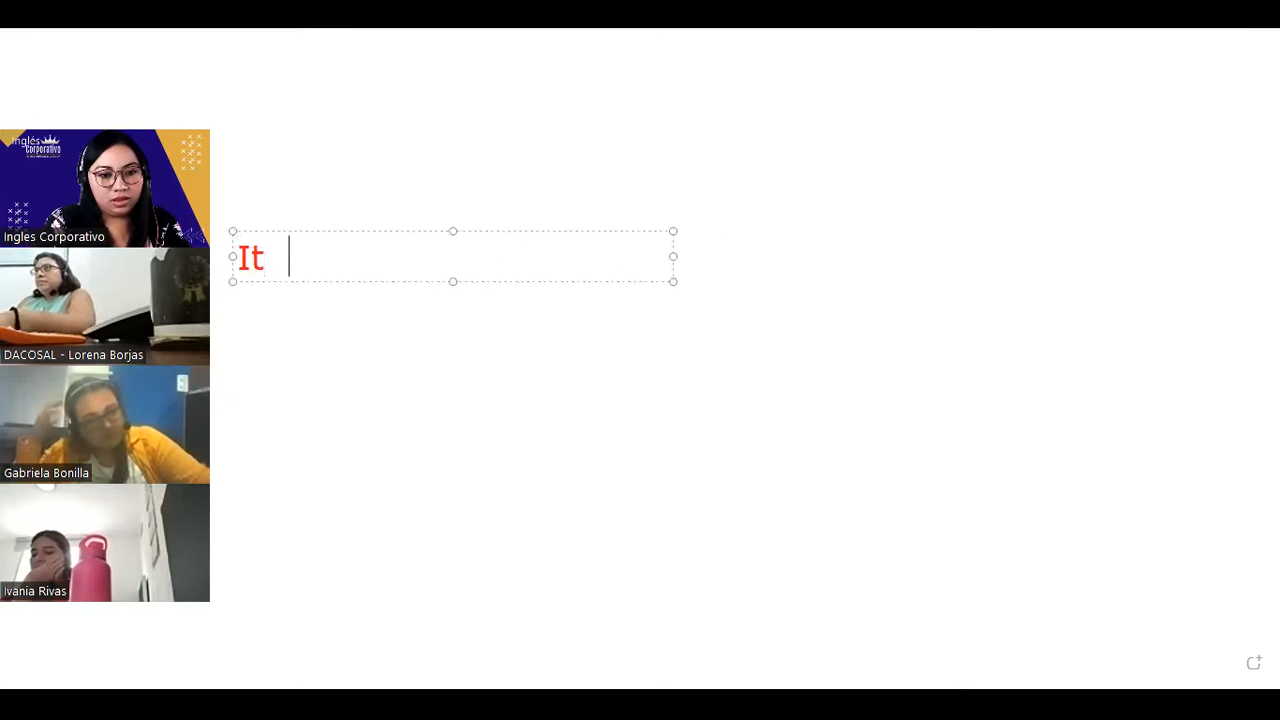 Inglés
Corporativo
Ingles Corporativo
It
DACOSAL - Lorena Borjas
Gabriela Bonilla
Ivania Rivas